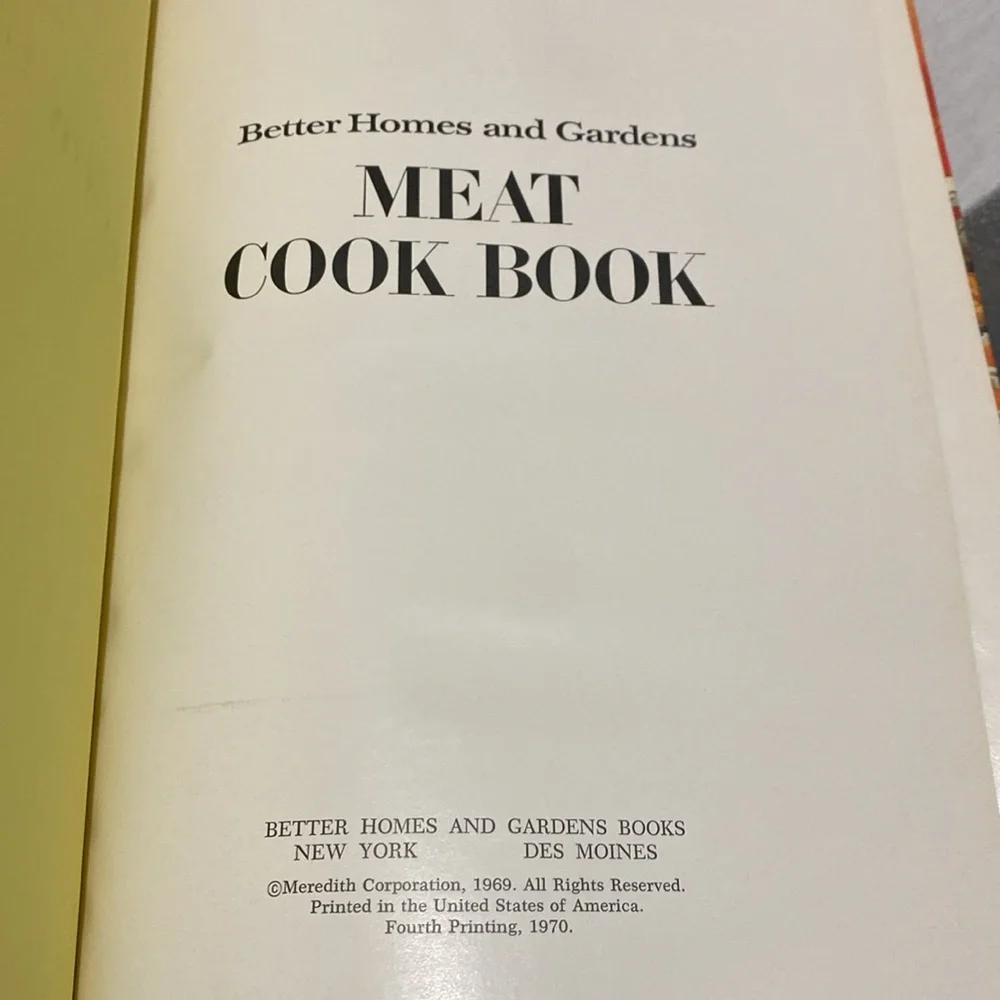 Better Homes and Gardens
MEAT
COOK BOOK
BETTER HOMES AND GARDENS BOOKS
NEW YORK DES MOINES
©Meredith Corporation, 1969. All Rights Reserved.
Printed in the United States of America.
Fourth Printing, 1970.